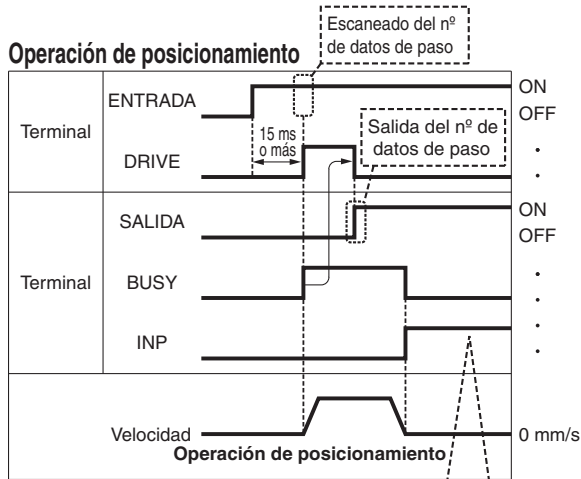 Escaneado del nº
de datos de paso
Operación de posicionamiento
ENTRADA
ON
OFF
Terminal
15 ms
o más
Salida del nº de
datos de paso
DRIVE
SALIDA
ON
OFF
Terminal
BUSY
INP
Velocidad
0 mm/s
Operación de posicionamiento